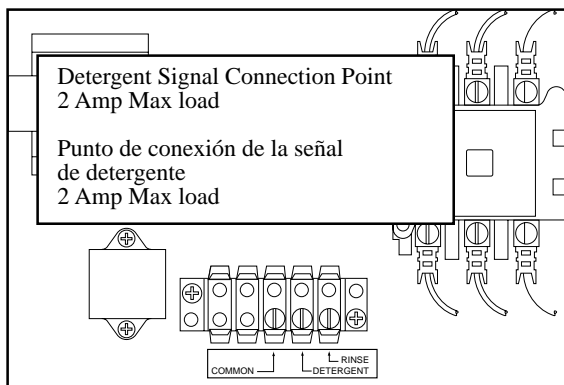 Detergent Signal Connection Point
2 Amp Max load
Punto de conexión de la señal
de detergente
2 Amp Max load
RINSE
COMMON DETERGENT